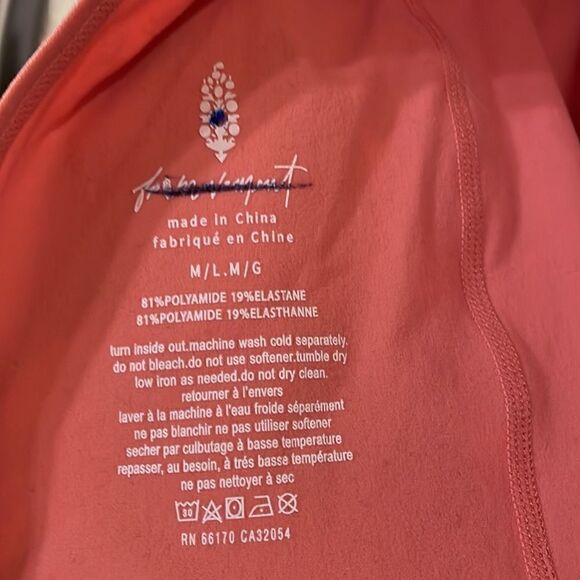 made in China
fabriqué en Chine
M/L.M/G
81%POLYAMIDE 19%ELASTANE
81%POLYAMIDE 19%ELASTHANNE
turn inside out.machine wash cold separately.
do not bleach.do not use softener.tumble dry
low iron as needed.do not dry clean.
retourner à l'envers
laver à la machine à l'eau froide séparément
ne pas blanchir ne pas utiliser softener
secher par culbutage à basse temperature
repasser, au besoin, à trés basse température
ne pas nettoyer à sec
30
RN 66170 CA32054